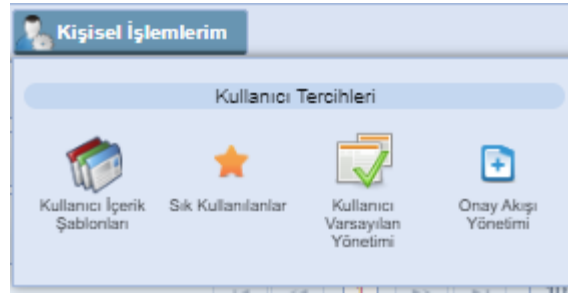 Kişisel İşlemlerim
Kullanıcı Tercihleri
Kullanıcı İçerik Şablonları
Sık Kullanılanlar
Kullanıcı Varsayılan Yönetimi
Onay Akışı Yönetimi